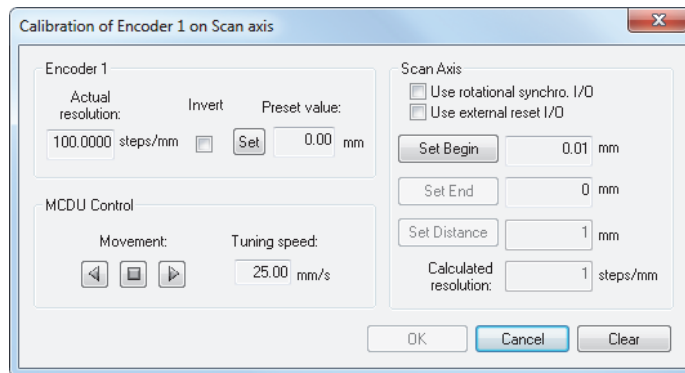 Calibration of Encoder 1 on Scan axis
Encoder 1
Actual
resolution:
Invert
Preset value:
100.0000 steps/mm
Set
0.00 mm
MCDU Control
Movement:
Tuning speed:
25.00 mm/s
Scan Axis
Use rotational synchro. I/O
Use external reset I/O
Set Begin 0.01 mm
Set End 0 mm
Set Distance 1 mm
Calculated
resolution:
1 steps/mm
OK Cancel Clear